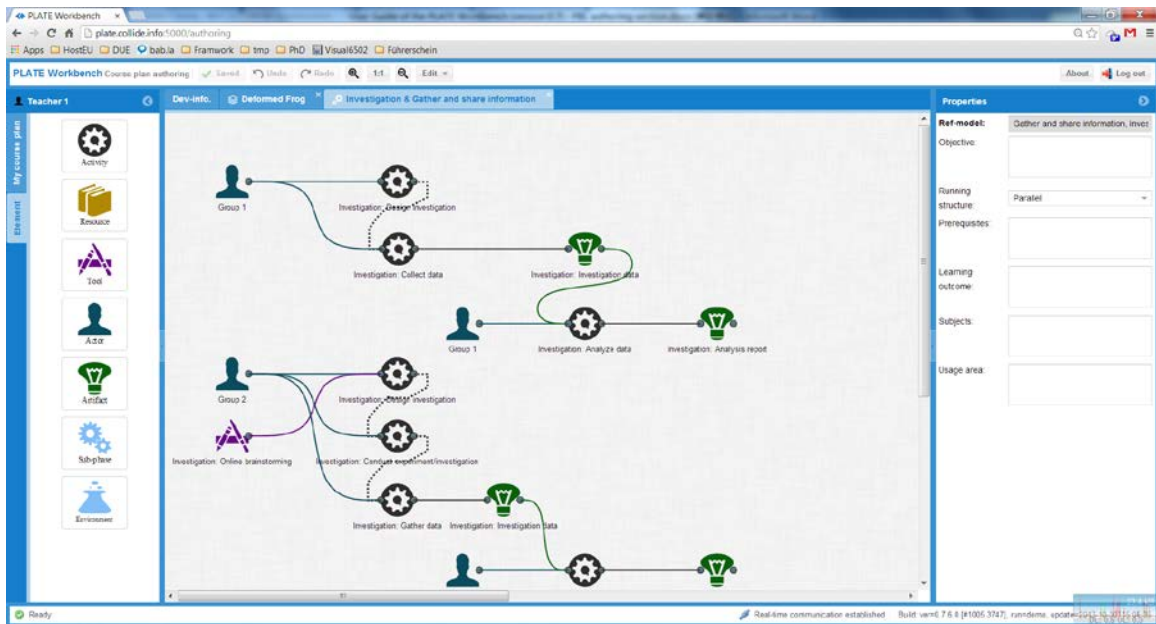 PLATE Workbench
plate.collide.info:5000/authoring
Apps HostEU DUE bab.la Framwork tmp PhD Visual6502 Führerschein
PLATE Workbench Course plan authoring Saved Undo Redo 1:1 Edit About Log out
Teacher 1 Dev-info. Deformed Frog Investigation & Gather and share information Properties
My course plan
Element
Activity
Resource
Tool
Actor
Artifact
Sub-phase
Environment
Group 1
Investigation: Design Investigation
Investigation: Collect data
Investigation: Investigation data
Group 1
Investigation: Analyze data
Investigation: Analysis report
Group 2
Investigation: Design investigation
Investigation: Online brainstorming
Investigation: Conduct experiment/investigation
Investigation: Gather data
Investigation: Investigation data
Ref-model: Gather and share information, inves
Objective:
Running structure: Parallel
Prerequisites:
Learning outcome:
Subjects:
Usage area:
Ready Real-time communication established